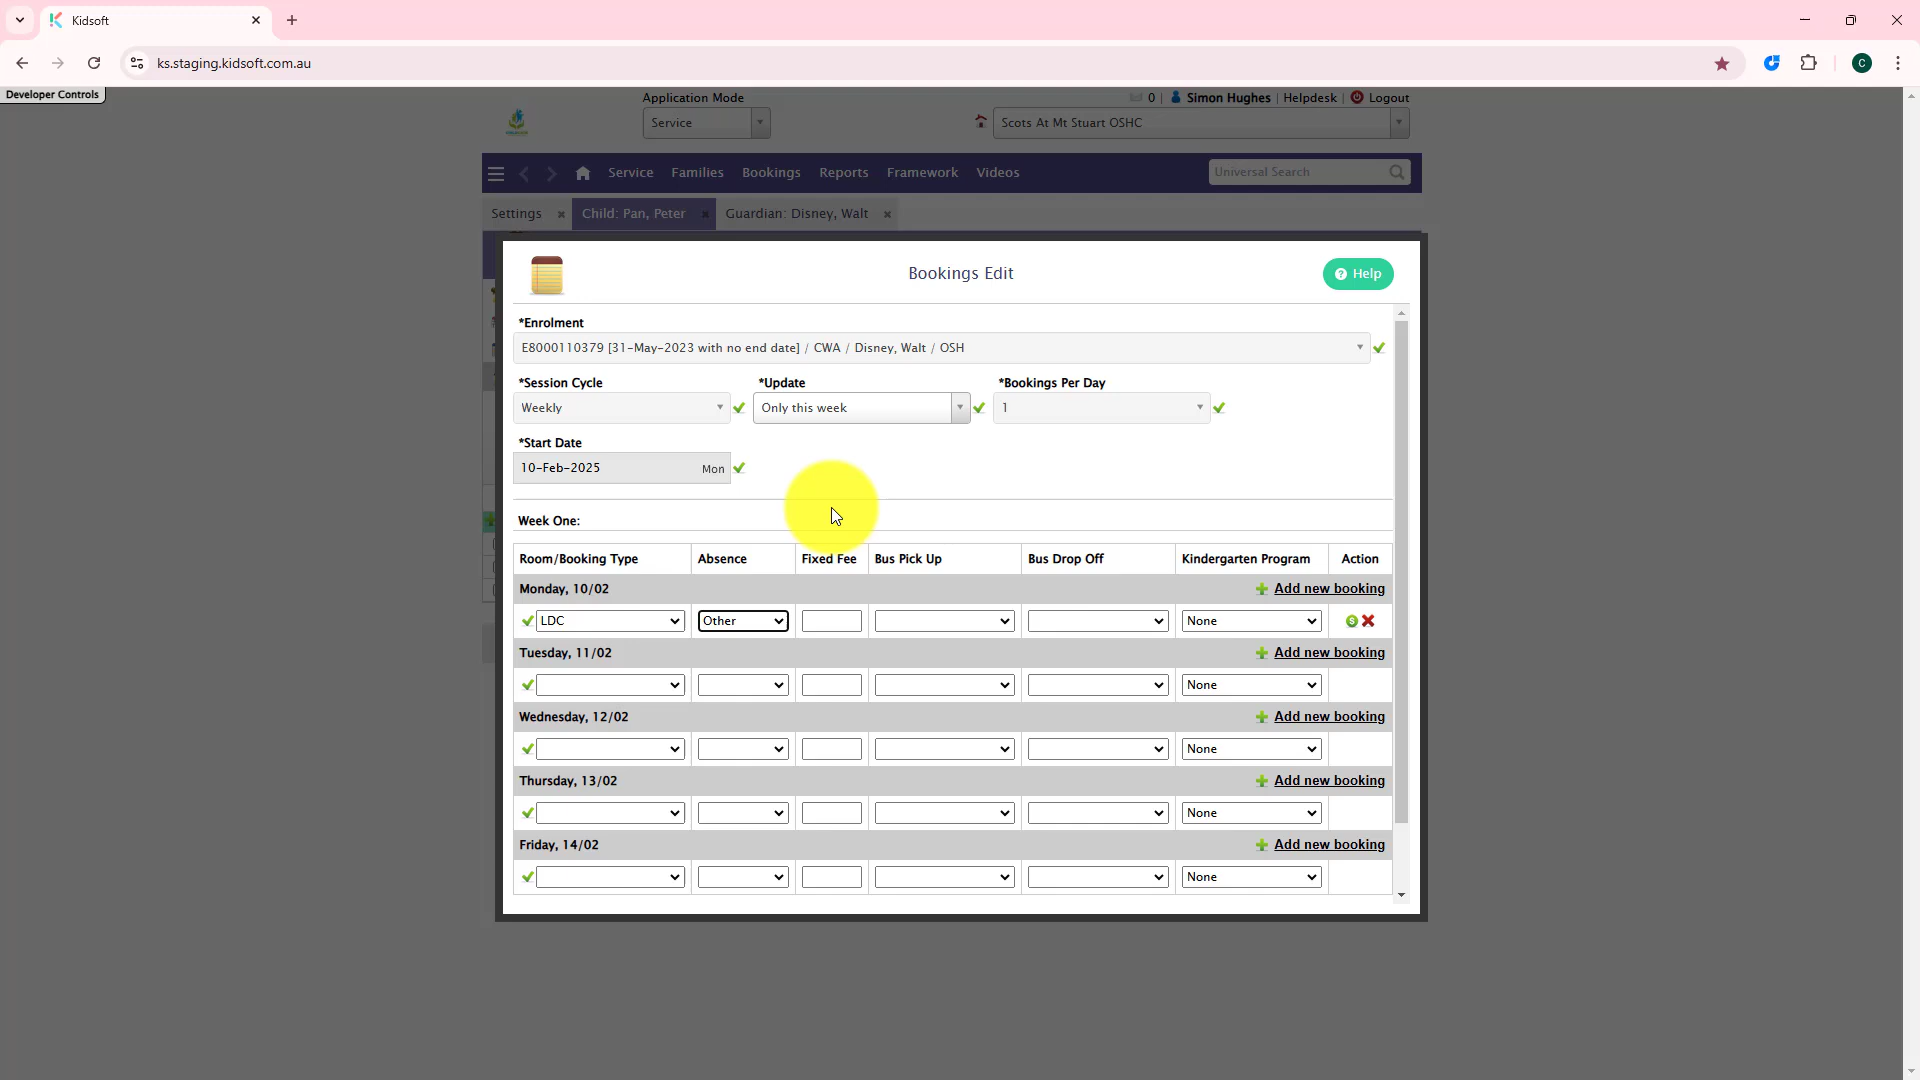 Kidsoft
ks.staging.kidsoft.com.au
C
Developer Controls
Application Mode
0 | Simon Hughes | Helpdesk | Logout
Service
Scots At Mt Stuart OSHC
Service Families Bookings Reports Framework Videos
Universal Search
Settings Child: Pan, Peter Guardian: Disney, Walt
Bookings Edit
Help
*Enrolment
E8000110379 [31-May-2023 with no end date] / CWA / Disney, Walt / OSH
*Session Cycle *Update *Bookings Per Day
Weekly Only this week 1
*Start Date
10-Feb-2025 Mon
Week One:
Room/Booking Type Absence Fixed Fee Bus Pick Up Bus Drop Off Kindergarten Program Action
Monday, 10/02 Add new booking
LDC Other None S
Tuesday, 11/02 Add new booking
None
Wednesday, 12/02 Add new booking
None
Thursday, 13/02 Add new booking
None
Friday, 14/02 Add new booking
None